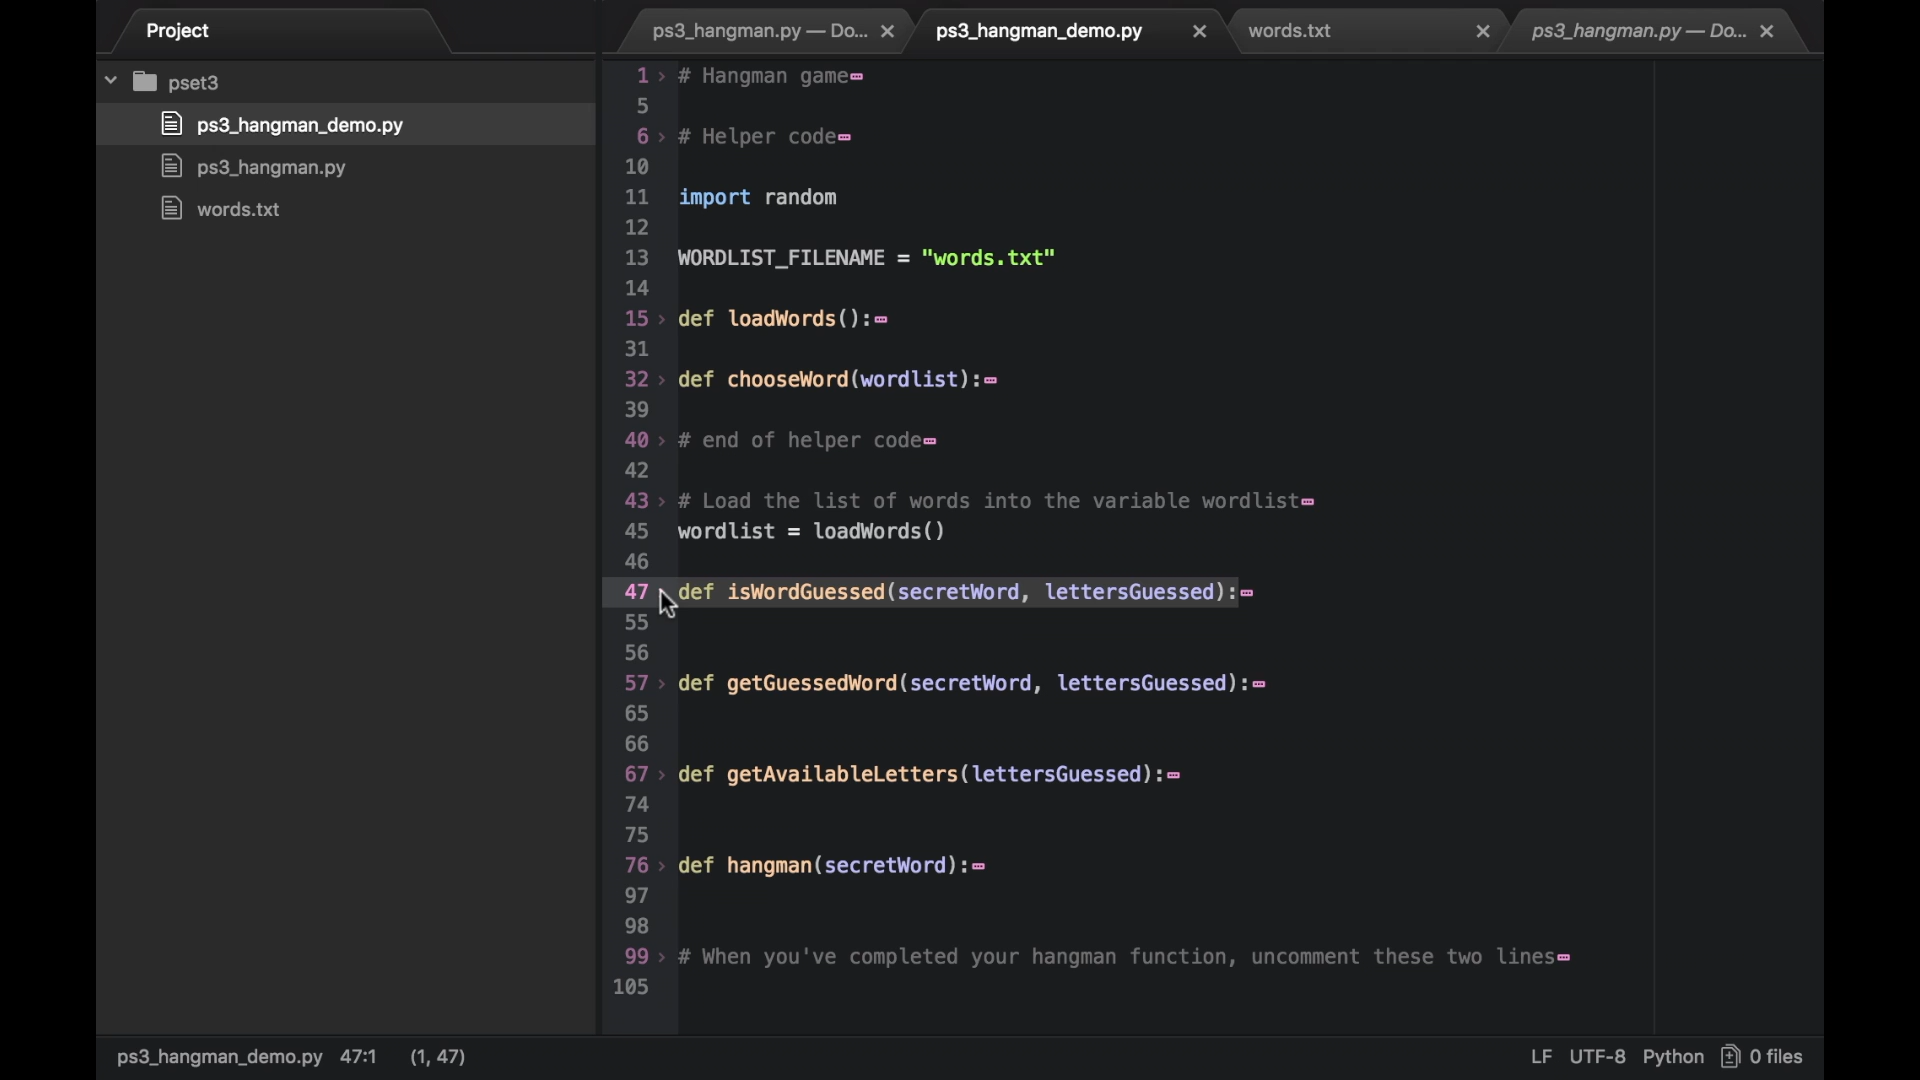 Project
pset3
ps3_hangman_demo.py
ps3_hangman.py
words.txt
ps3_hangman.py — Do...
ps3_hangman_demo.py
words.txt
ps3_hangman.py — Do...
1 # Hangman game
5
6 # Helper code
10
11 import random
12
13 WORDLIST_FILENAME = "words.txt"
14
15 def loadWords():
31
32 def chooseWord(wordlist):
39
40 # end of helper code
42
43 # Load the list of words into the variable wordlist
45 wordlist = loadWords()
46
47 def isWordGuessed(secretWord, lettersGuessed):
55
56
57 def getGuessedWord(secretWord, lettersGuessed):
65
66
67 def getAvailableLetters(lettersGuessed):
74
75
76 def hangman(secretWord):
97
98
99 # When you've completed your hangman function, uncomment these two lines
105
ps3_hangman_demo.py 47:1 (1, 47)
LF UTF-8 Python 0 files